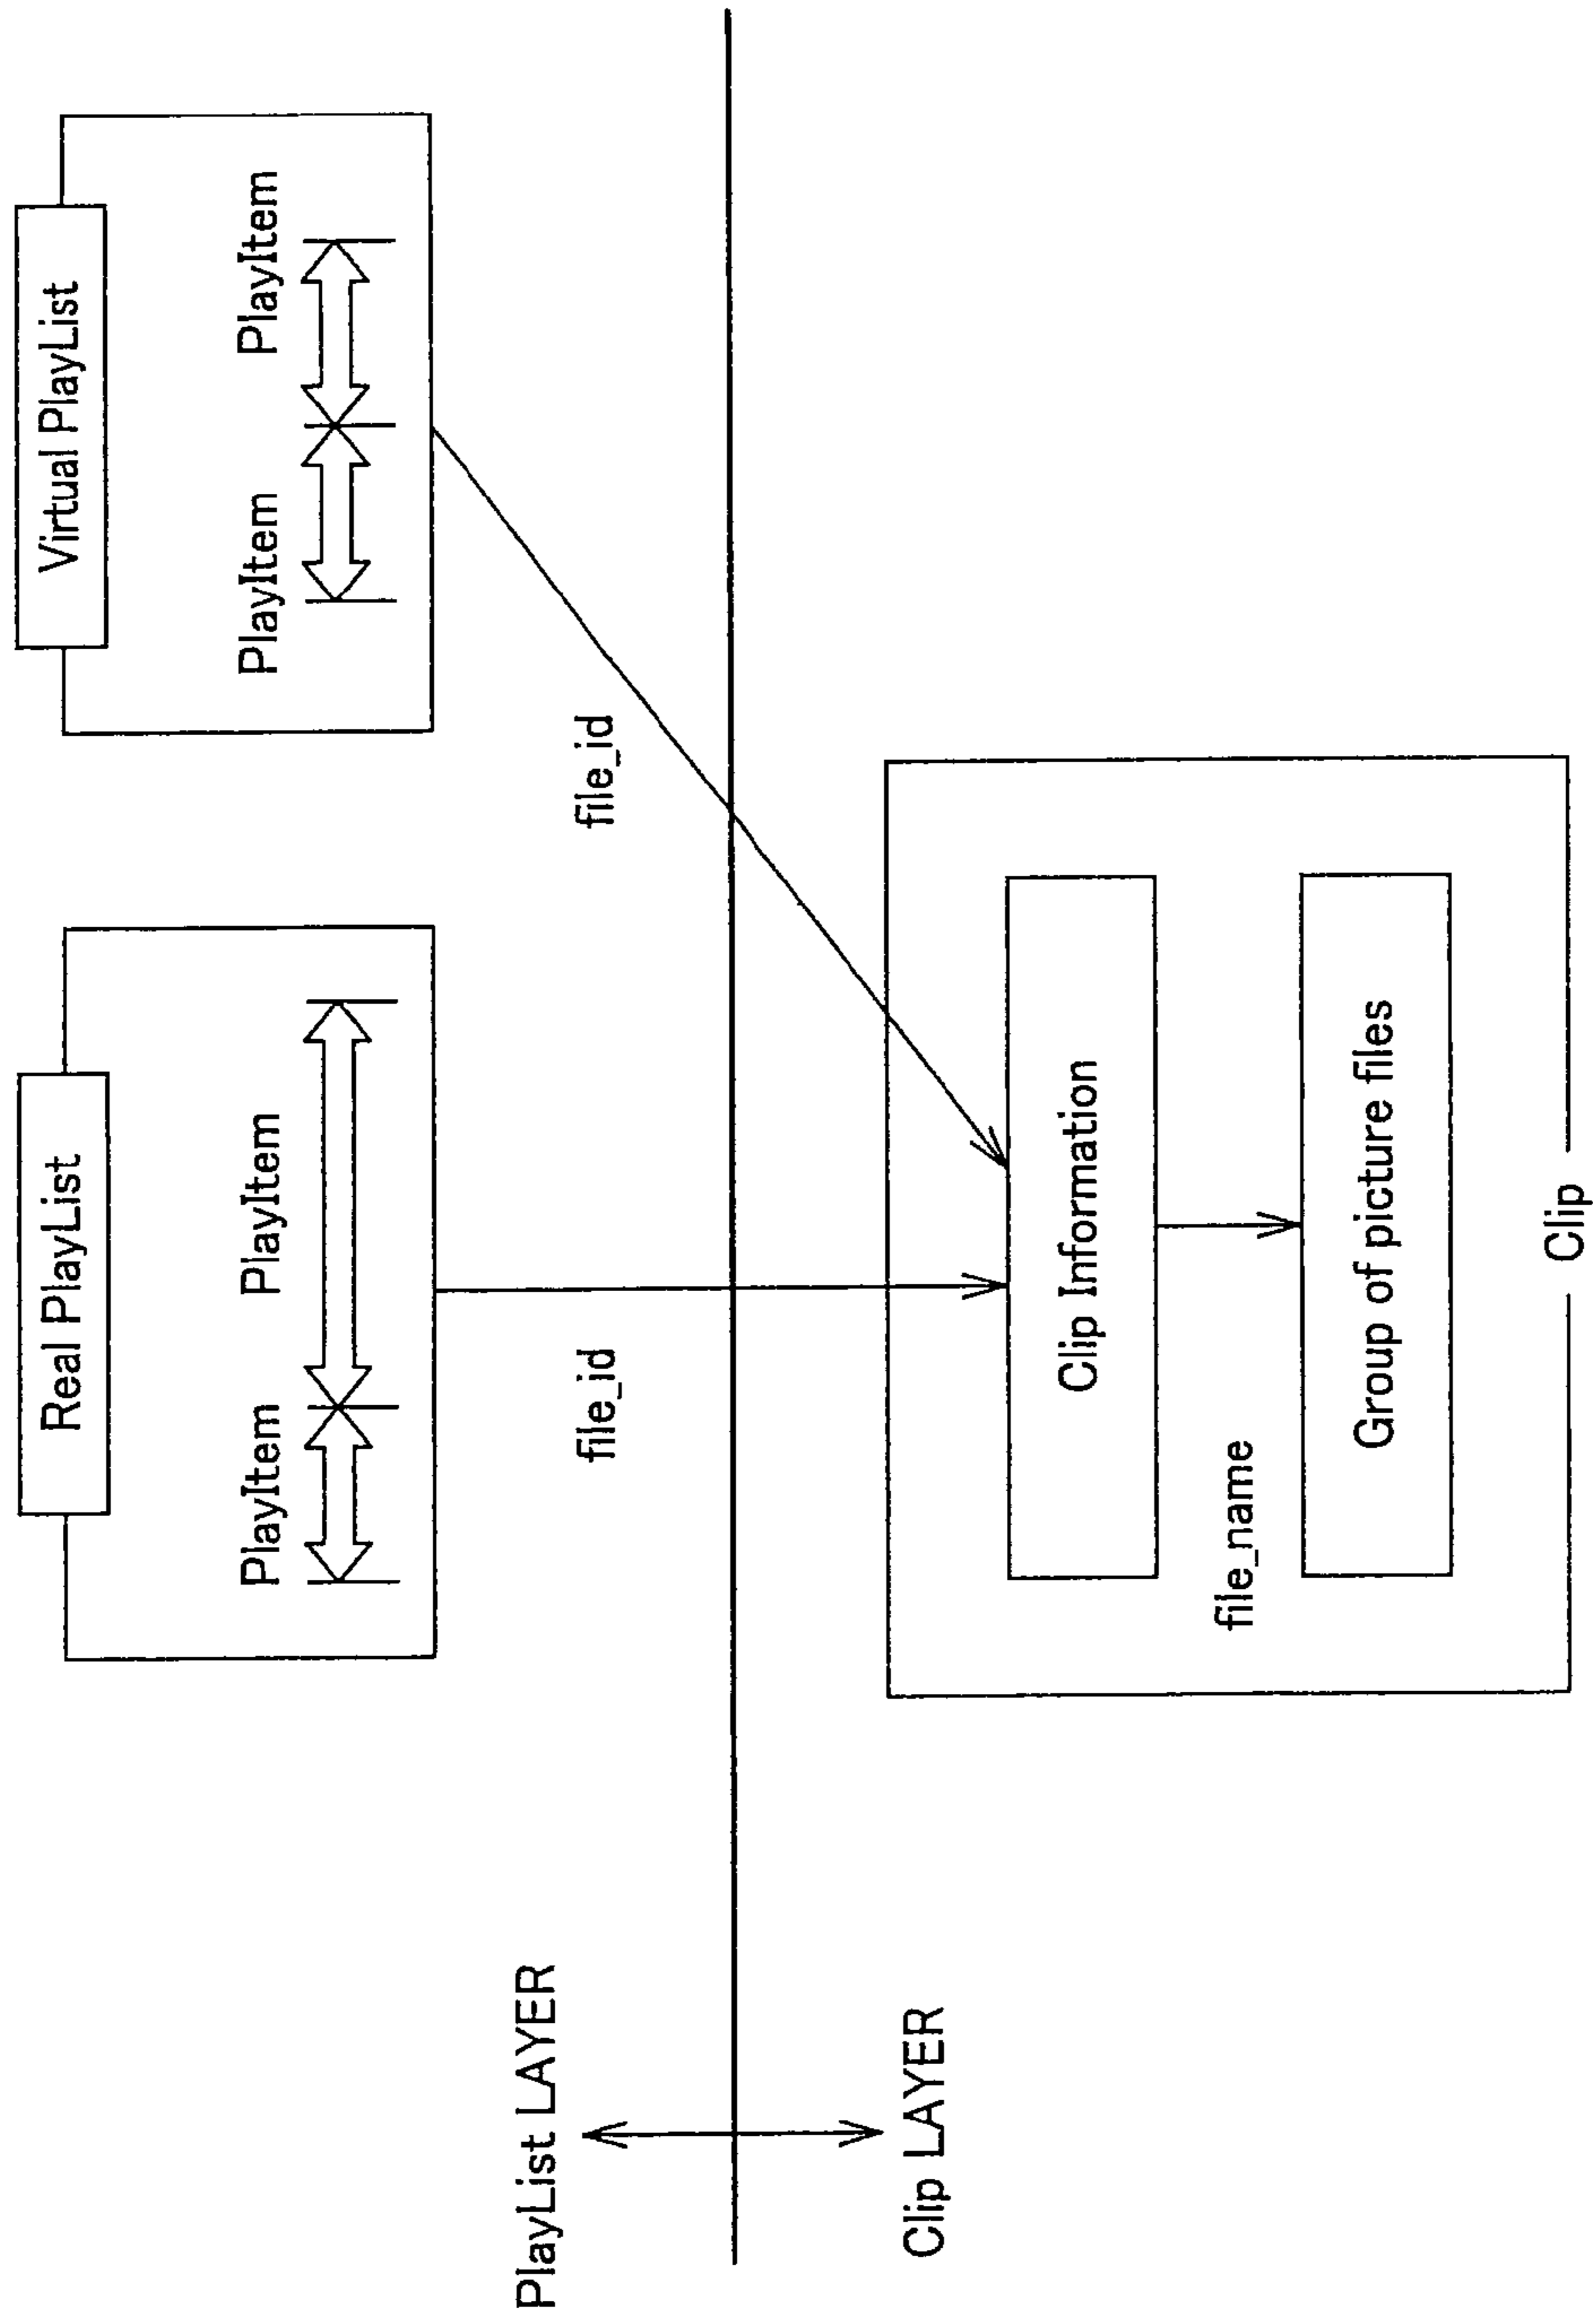 Real PlayList
Virtual PlayList
PlayItem
PlayItem
PlayItem
PlayItem
file_id
file_id
PlayList LAYER
Clip LAYER
Clip Information
file_name
Group of picture files
Clip